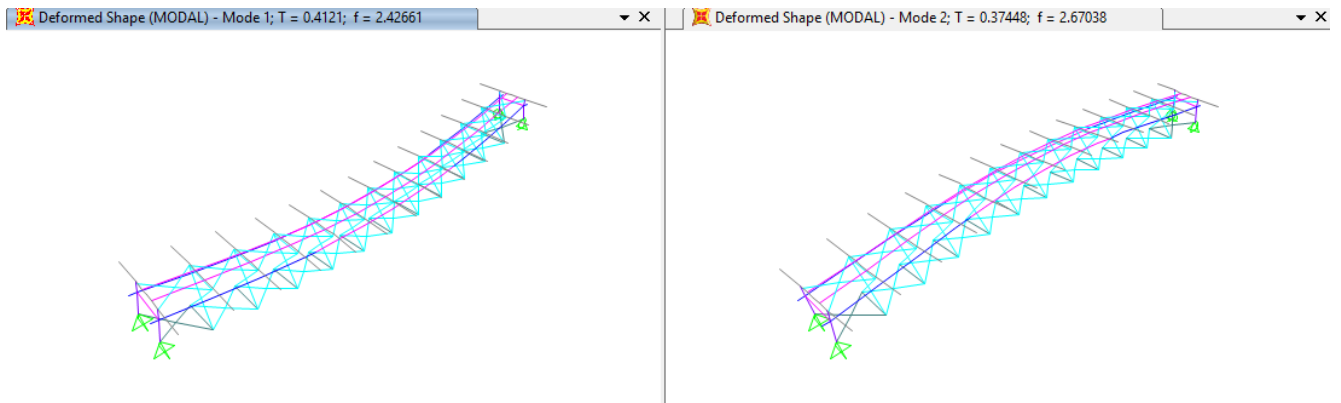 Deformed Shape (MODAL) - Mode 1; T = 0.4121; f = 2.42661
Deformed Shape (MODAL) - Mode 2; T = 0.37448; f = 2.67038